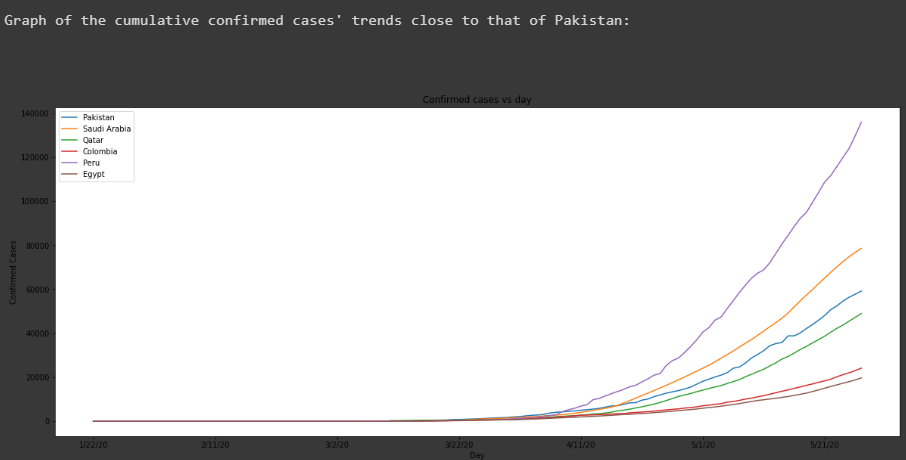 Graph of the cumulative confirmed cases' trends close to that of Pakistan:
Confirmed cases vs day
Pakistan
Saudi Arabia
Qatar
Colombia
Peru
Egypt
140000
120000
100000
80000
60000
40000
20000
0
Confirmed Cases
1/22/20 2/11/20 3/2/20 3/22/20 4/11/20 5/1/20 5/21/20
Day